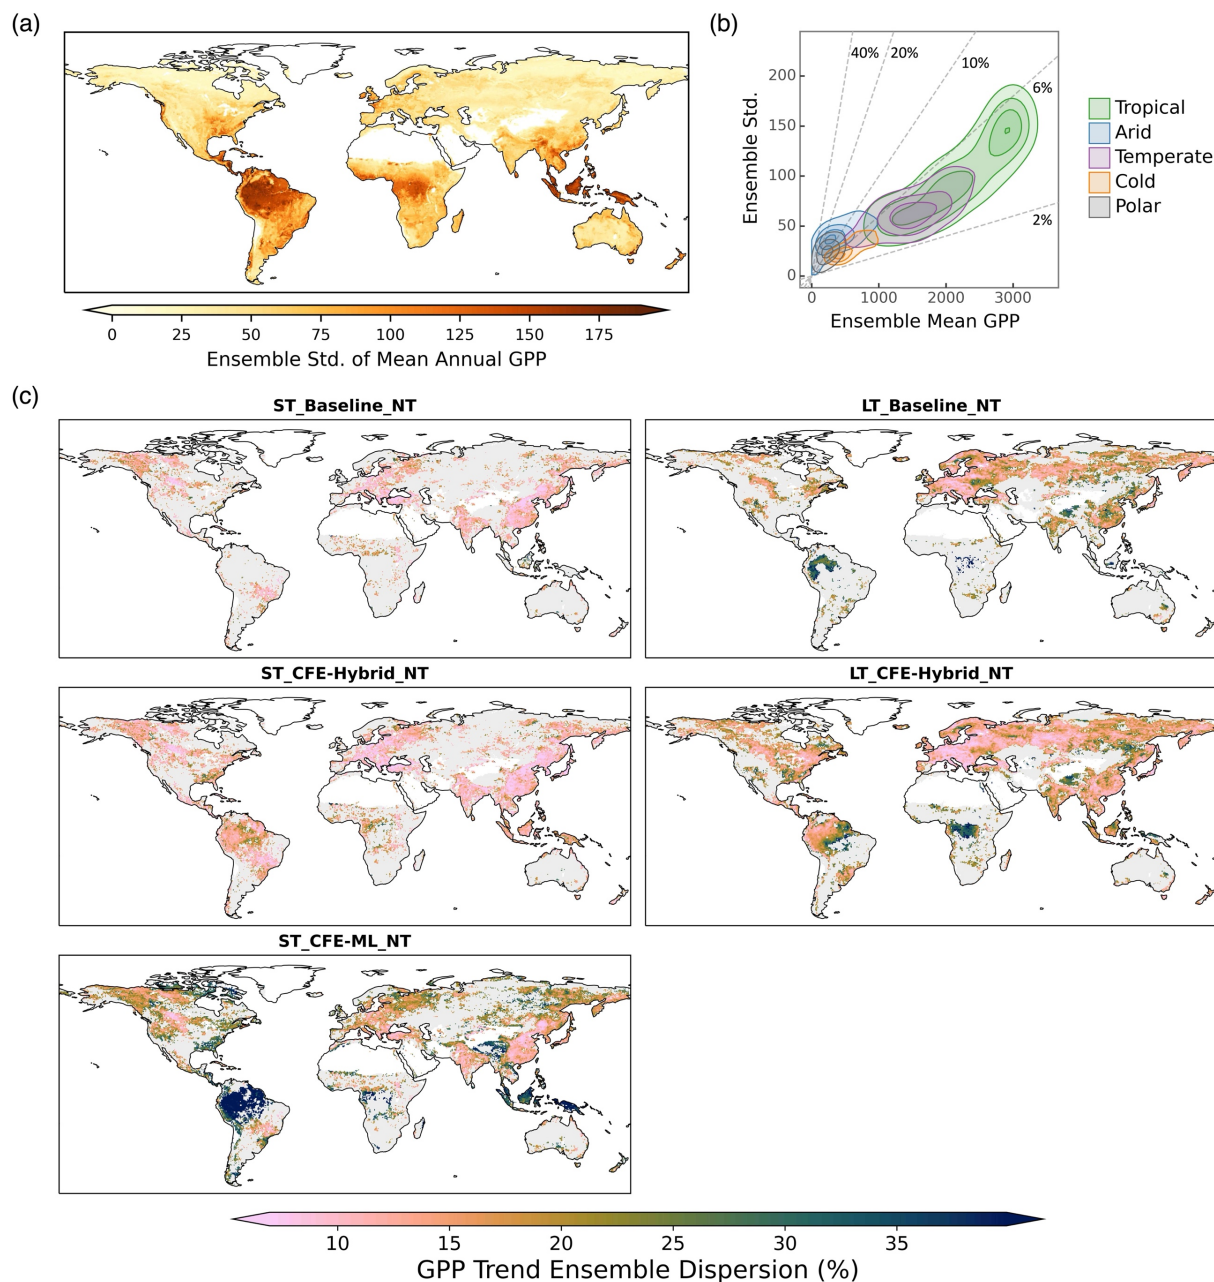 (a)
0 25 50 75 100 125 150 175
Ensemble Std. of Mean Annual GPP
(b)
Ensemble Std.
200
150
100
50
0
40% 20% 10% 6% 2%
0 1000 2000 3000
Ensemble Mean GPP
Tropical
Arid
Temperate
Cold
Polar
(c)
ST_Baseline_NT
LT_Baseline_NT
ST_CFE-Hybrid_NT
LT_CFE-Hybrid_NT
ST_CFE-ML_NT
10 15 20 25 30 35
GPP Trend Ensemble Dispersion (%)